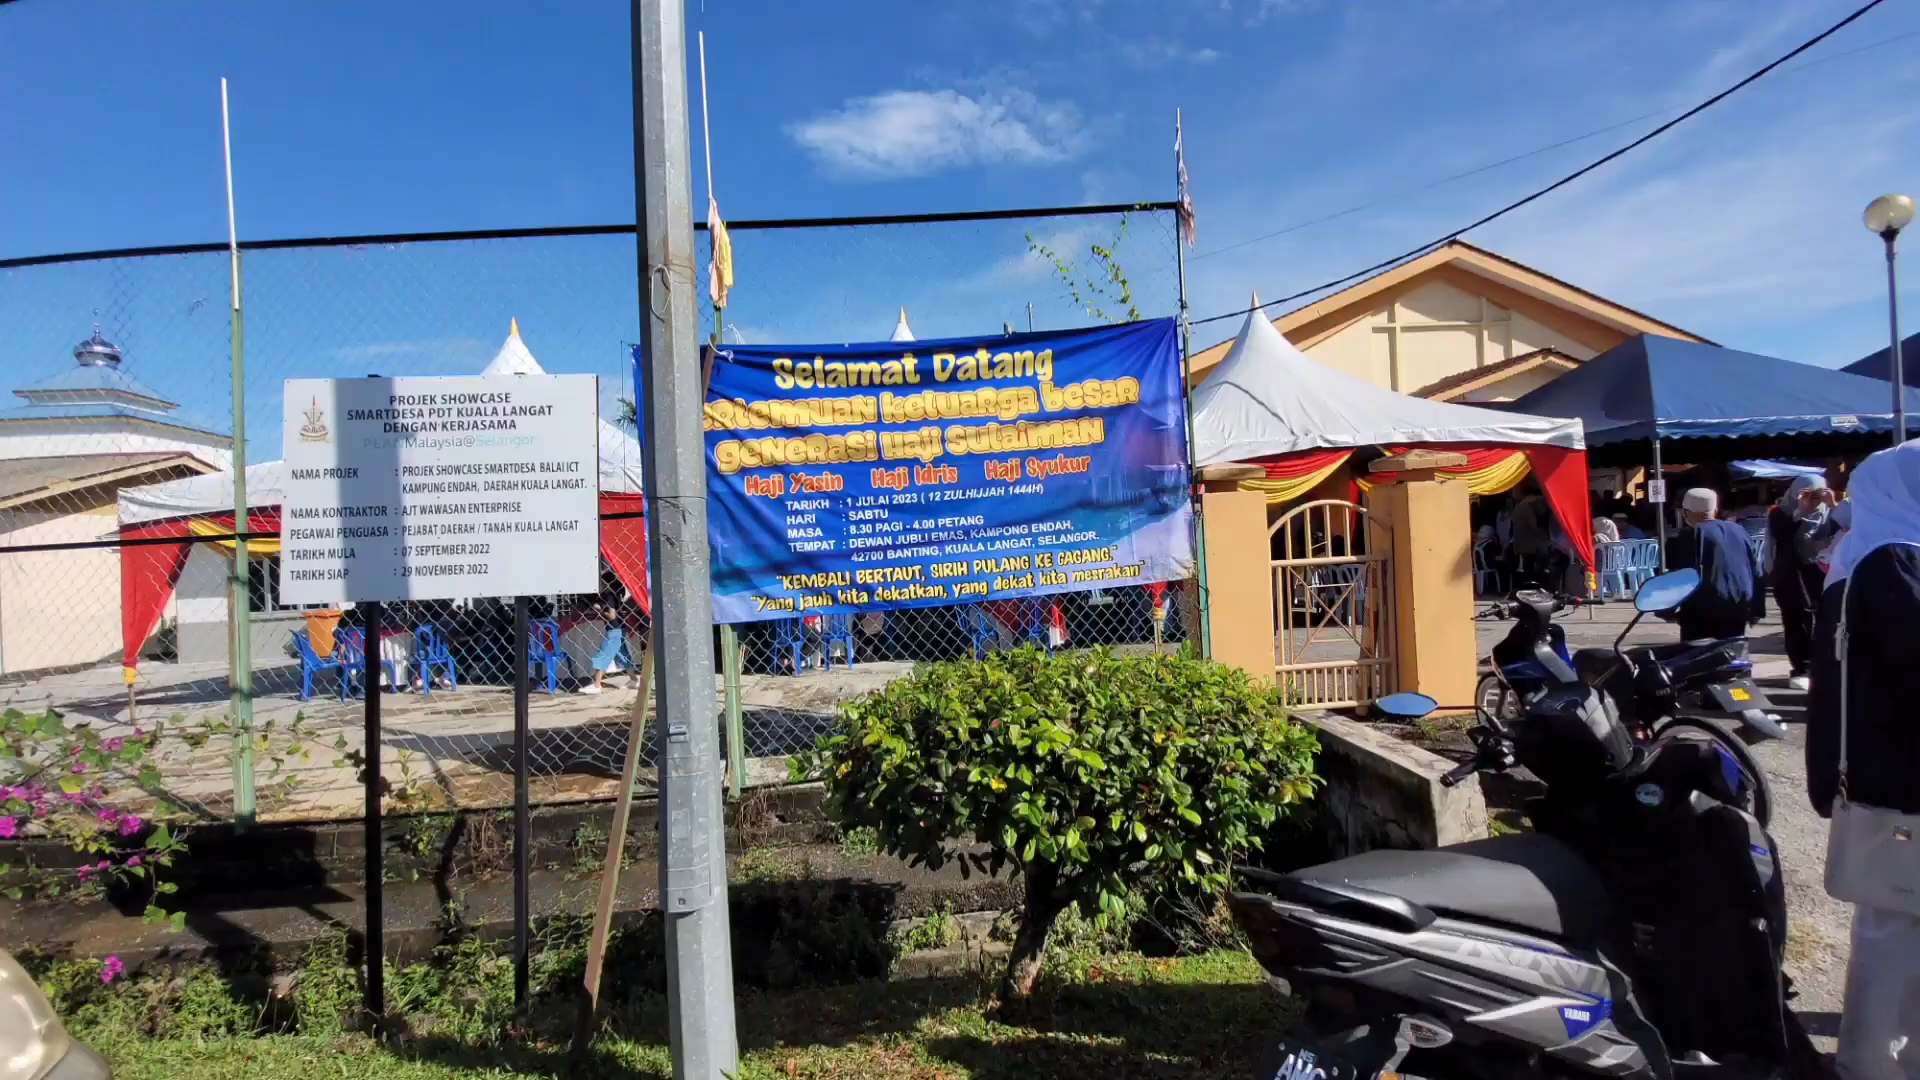 PROJEK SHOWCASE
SMARTDESA PDT KUALA LANGAT
DENGAN KERJASAMA
PLANMalaysia@Selangor
NAMA PROJEK : PROJEK SHOWCASE SMARTDESA BALAI ICT
KAMPUNG ENDAH, DAERAH KUALA LANGAT.
NAMA KONTRAKTOR : AJT WAWASAN ENTERPRISE
PEGAWAI PENGUASA : PEJABAT DAERAH / TANAH KUALA LANGAT
TARIKH MULA : 07 SEPTEMBER 2022
TARIKH SIAP : 29 NOVEMBER 2022
Selamat Datang
keluarga besar
generasi Haji Sulaiman
Haji Yasin Haji Idris Haji Syukur
TARIKH : 1 JULAI 2023 ( 12 ZULHIJJAH 1444H)
HARI : SABTU
MASA : 8.30 PAGI - 4.00 PETANG
TEMPAT : DEWAN JUBLI EMAS, KAMPONG ENDAH,
42700 BANTING, KUALA LANGAT, SELANGOR.
"KEMBALI BERTAUT, SIRIH PULANG KE GAGANG."
"Yang jauh kita dekatkan, yang dekat kita mesrakan"
YAMAHA